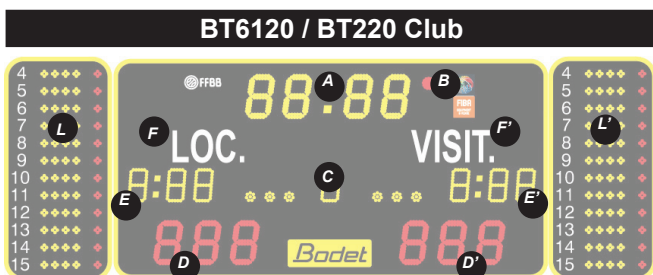 BT6120 / BT220 Club
4 4
5 FFBB 88:88 A B 5
6 FIBA 6
7 L F F' 7 L'
8 LOC. VISIT. 8
9 9
10 8:88 C 8 8:88 10
11 E E' 11
12 12
13 13
14 888 Bodet 888 14
15 D D' 15